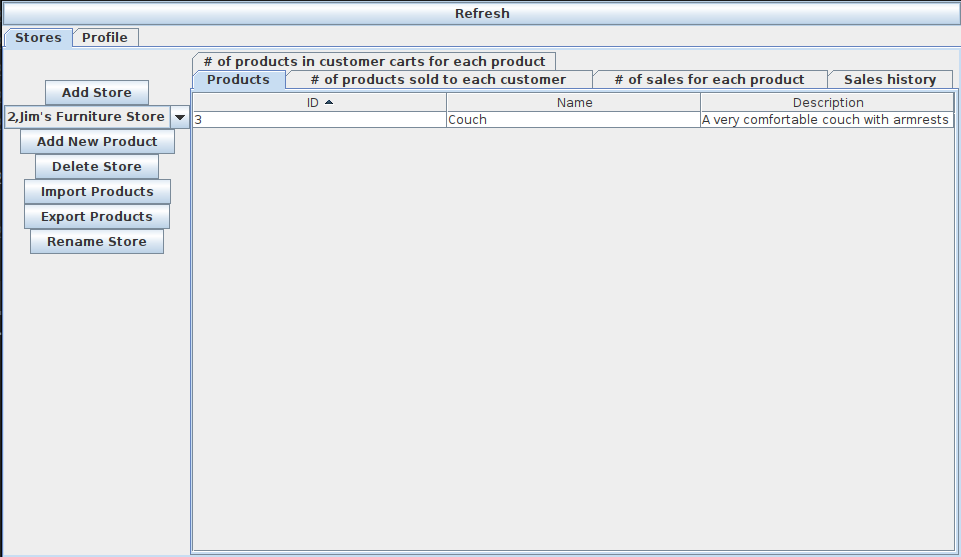 Refresh
Stores Profile
# of products in customer carts for each product
Products # of products sold to each customer # of sales for each product Sales history
Add Store
2,Jim's Furniture Store
Add New Product
Delete Store
Import Products
Export Products
Rename Store
ID Name Description
3 Couch A very comfortable couch with armrests